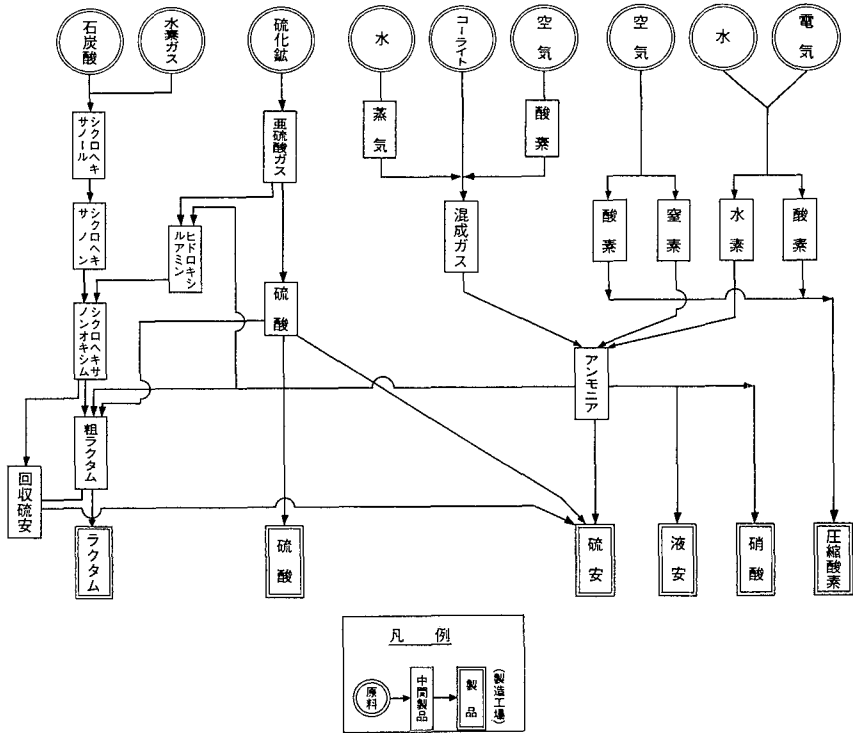 石炭酸
水素ガス
硫化鉱
水
コーライト
空気
空気
水
電気
シクロヘキ
サノール
亜硫酸ガス
蒸気
酸素
シクロヘキ
サノン
ヒドロキシ
ルアミン
混成ガス
酸素
窒素
水素
酸素
シクロヘキサ
ノンオキシム
硫酸
アンモニア
粗ラクタム
回収硫安
ラクタム
硫酸
硫安
液安
硝酸
圧縮酸素
凡例
原料
中間製品
製品
(製造工場)